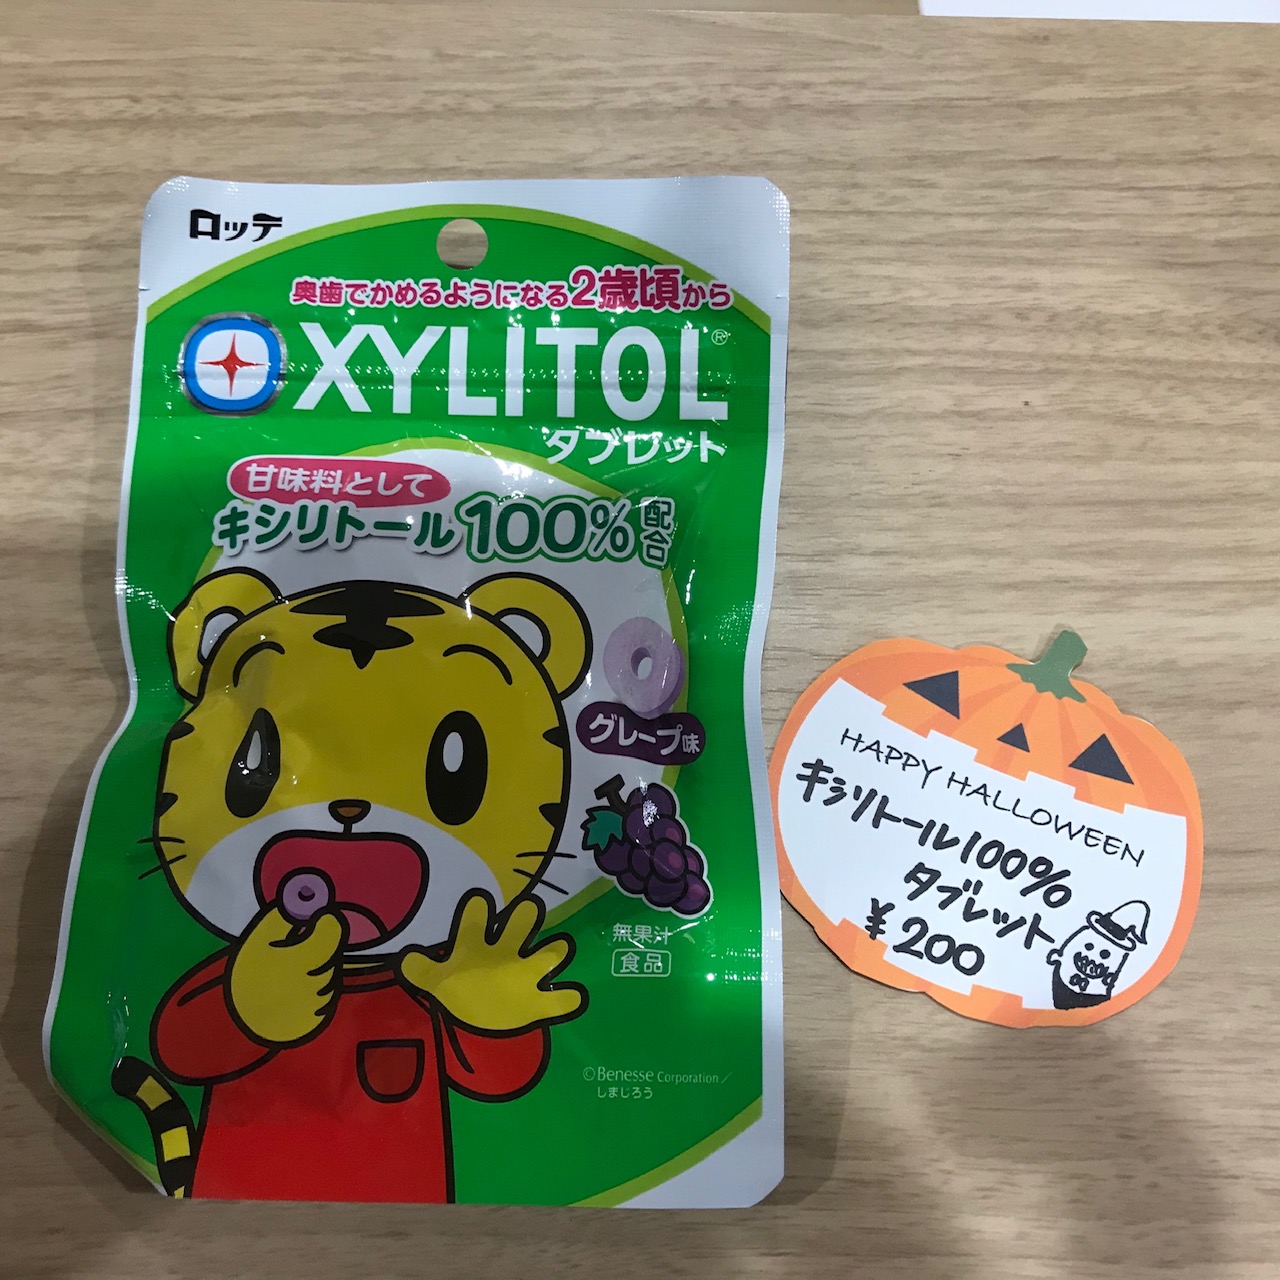 ロッテ
奥歯でかめるようになる2歳頃から
XYLITOL®
タブレット
甘味料として
キシリトール100%配合
グレープ味
無果汁
食品
©Benesse Corporation/
しまじろう
HAPPY HALLOWEEN
キシリトール100%
タブレット
¥200